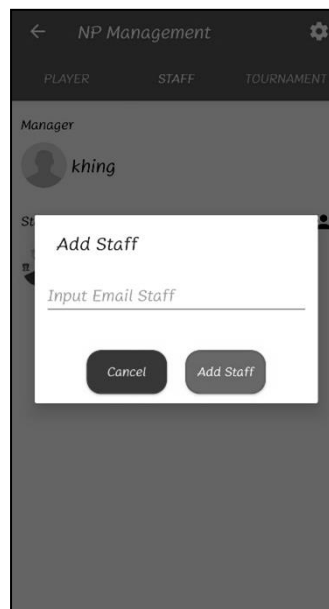 NP Management
PLAYER STAFF TOURNAMENT
Manager
khing
Add Staff
Input Email Staff
Cancel Add Staff